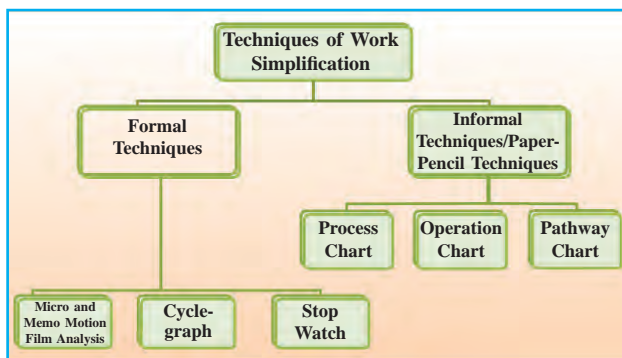 Techniques of Work
Simplification
Formal
Techniques
Informal
Techniques/Paper-
Pencil Techniques
Process
Chart
Operation
Chart
Pathway
Chart
Micro and
Memo Motion
Film Analysis
Cycle-
graph
Stop
Watch